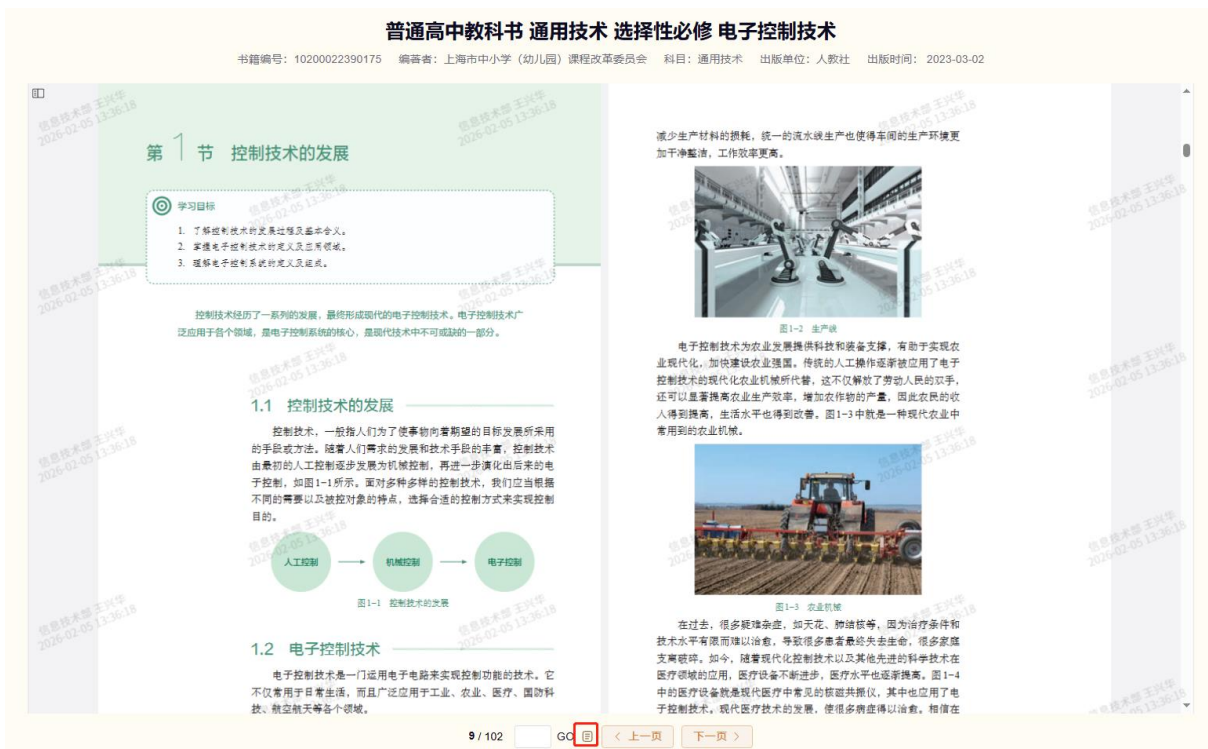 普通高中教科书 通用技术 选择性必修 电子控制技术
书籍编号：10200022390175 编著者：上海市中小学（幼儿园）课程改革委员会 科目：通用技术 出版单位：人教社 出版时间：2023-03-02
第1节 控制技术的发展
学习目标
1. 了解控制技术的发展过程及基本含义。
2. 掌握电子控制技术的定义及应用领域。
3. 理解电子控制系统的定义及组成。
控制技术经历了一系列的发展，最终形成现代的电子控制技术。电子控制技术广
泛应用于各个领域，是电子控制系统的核心，是现代技术中不可或缺的一部分。
1.1 控制技术的发展
控制技术，一般指人们为了使事物向着期望的目标发展所采用
的手段或方法。随着人们需求的发展和技术手段的丰富，控制技术
由最初的人工控制逐步发展为机械控制，再进一步演化出后来的电
子控制，如图1-1所示。面对多种多样的控制技术，我们应当根据
不同的需要以及被控对象的特点，选择合适的控制方式来实现控制
目的。
人工控制
机械控制
电子控制
图1-1 控制技术的发展
1.2 电子控制技术
电子控制技术是一门运用电子电路来实现控制功能的技术。它
不仅常用于日常生活，而且广泛应用于工业、农业、医疗、国防科
技、航空航天等各个领域。
减少生产材料的损耗，统一的流水线生产也使得车间的生产环境更
加干净整洁，工作效率更高。
图1-2 生产线
电子控制技术为农业发展提供科技和装备支撑，有助于实现农
业现代化，加快建设农业强国。传统的人工操作逐渐被应用了电子
控制技术的现代化农业机械所代替，这不仅解放了劳动人民的双手，
还可以显著提高农业生产效率，增加农作物的产量，因此农民的收
入得到提高，生活水平也得到改善。图1-3中就是一种现代农业中
常用到的农业机械。
图1-3 农业机械
在过去，很多疑难杂症，如天花、肺结核等，因为治疗条件和
技术水平有限而难以治愈，导致很多患者最终失去生命，很多家庭
支离破碎。如今，随着现代化控制技术以及其他先进的科学技术在
医疗领域的应用，医疗设备不断进步，医疗水平也逐渐提高。图1-4
中的医疗设备就是现代医疗中常见的核磁共振仪，其中也应用了电
子控制技术。现代医疗技术的发展，使很多病症得以治愈。相信在
信息技术部 王兴华
2026-02-05 13:36:18
9 / 102 GO 〈 上一页 下一页 〉